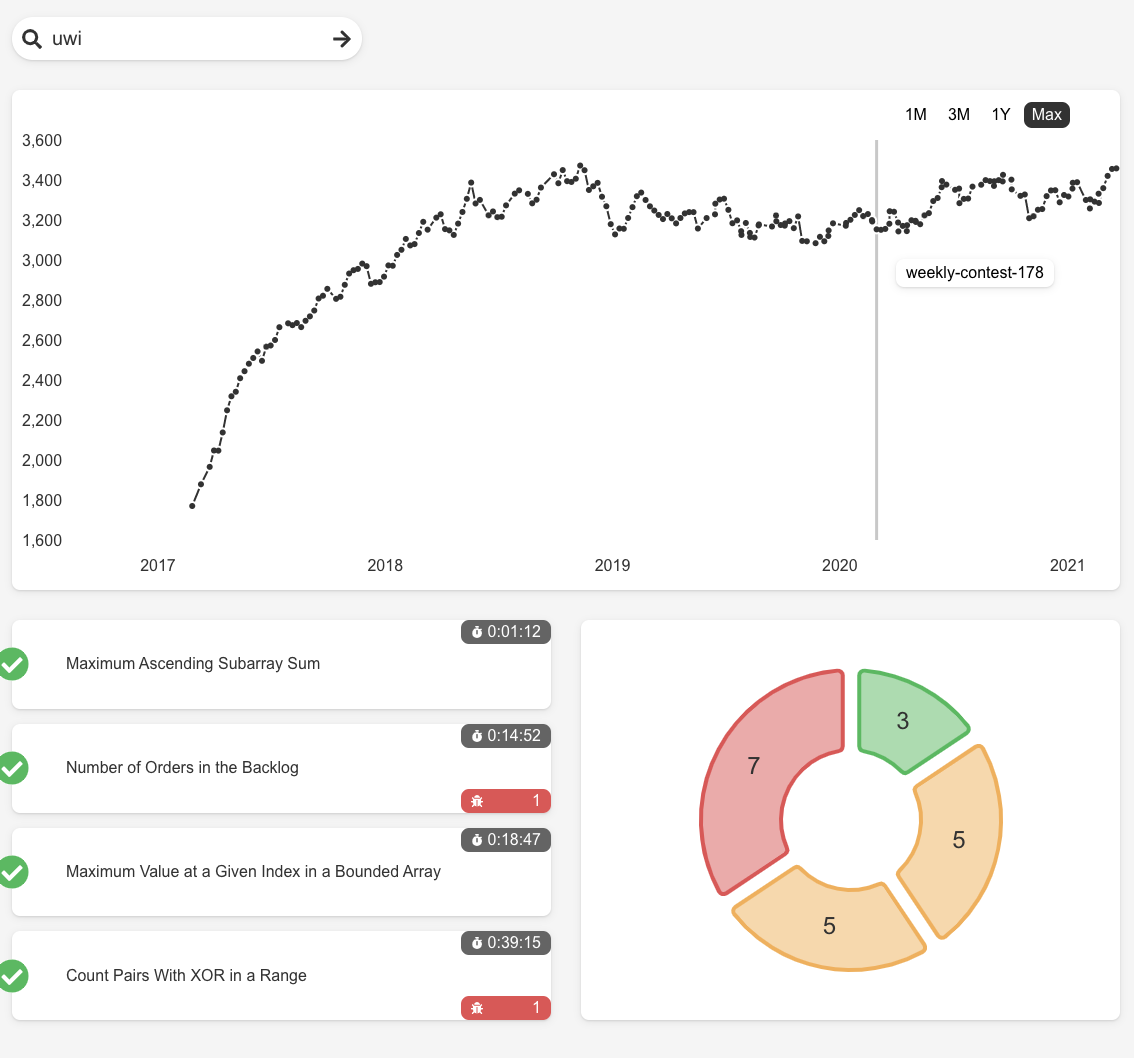 uwi
1M 3M 1Y Max
3,600
3,400
3,200
3,000
2,800
2,600
2,400
2,200
2,000
1,800
1,600
weekly-contest-178
2017 2018 2019 2020 2021
0:01:12
Maximum Ascending Subarray Sum
0:14:52
Number of Orders in the Backlog
1
0:18:47
Maximum Value at a Given Index in a Bounded Array
0:39:15
Count Pairs With XOR in a Range
1
3
7
5
5